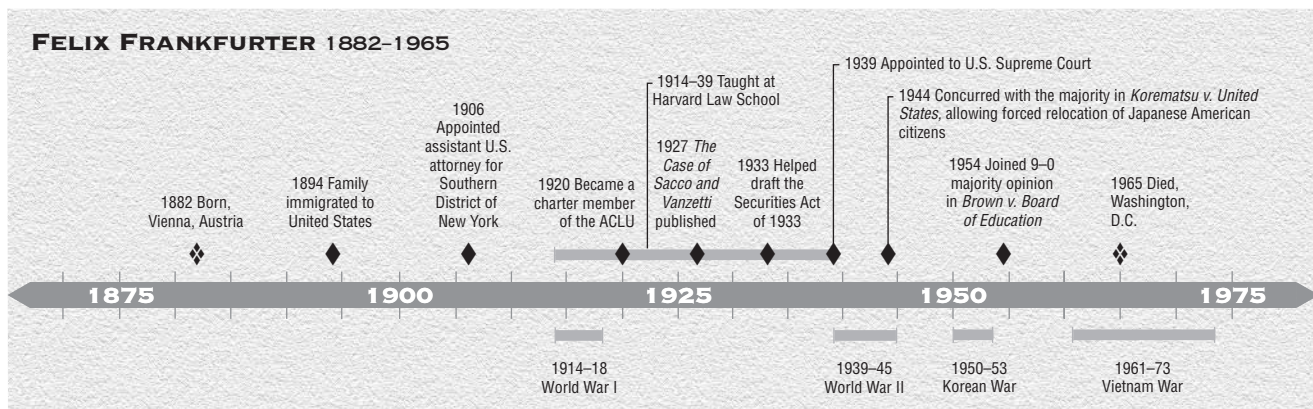 FELIX FRANKFURTER 1882–1965
1882 Born,
Vienna, Austria
1894 Family
immigrated to
United States
1906
Appointed
assistant U.S.
attorney for
Southern
District of
New York
1920 Became a
charter member
of the ACLU
1914–39 Taught at
Harvard Law School
1927 The
Case of
Sacco and
Vanzetti
published
1933 Helped
draft the
Securities Act
of 1933
1939 Appointed to U.S. Supreme Court
1944 Concurred with the majority in Korematsu v. United
States, allowing forced relocation of Japanese American
citizens
1954 Joined 9–0
majority opinion
in Brown v. Board
of Education
1965 Died,
Washington,
D.C.
1875 1900 1925 1950 1975
1914–18
World War I
1939–45
World War II
1950–53
Korean War
1961–73
Vietnam War